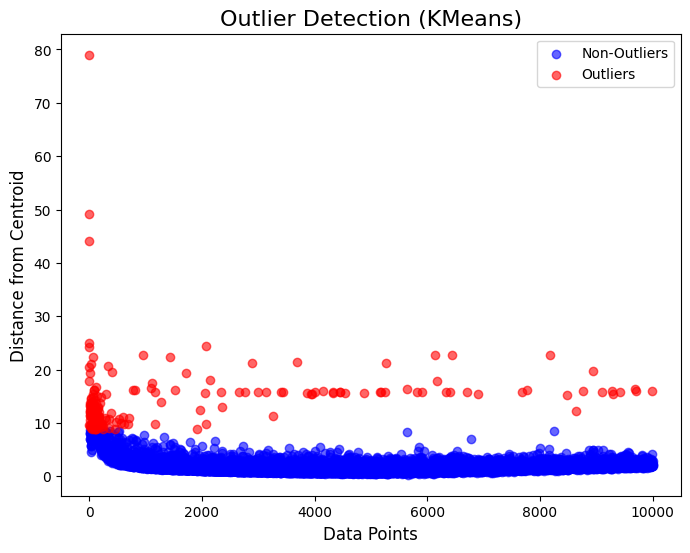 Outlier Detection (KMeans)
Non-Outliers
Outliers
80
70
60
50
40
30
20
10
0
Distance from Centroid
0 2000 4000 6000 8000 10000
Data Points